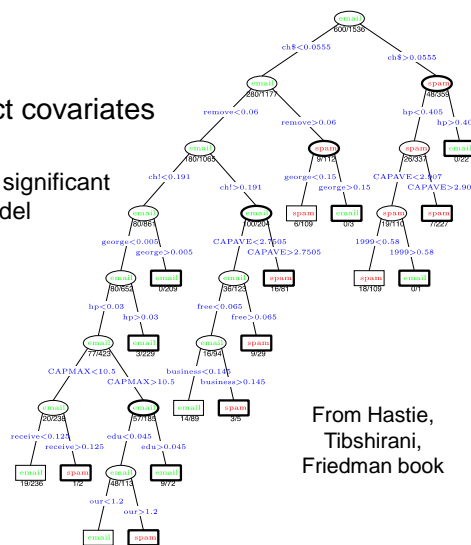 email
600/1536
ch$<0.0555
ch$>0.0555
email
280/1177
spam
48/359
ct covariates
remove<0.06
remove>0.06
hp<0.405
hp>0.40
email
180/1065
spam
9/112
spam
26/337
email
0/22
significant
del
ch!<0.191
ch!>0.191
george<0.15
george>0.15
CAPAVE<2.907
CAPAVE>2.90
email
80/861
email
100/204
spam
6/109
email
0/3
spam
19/110
spam
7/227
george<0.005
george>0.005
CAPAVE<2.7505
CAPAVE>2.7505
1999<0.58
1999>0.58
email
80/652
email
0/209
email
36/123
spam
16/81
spam
18/109
email
0/1
hp<0.03
hp>0.03
free<0.065
free>0.065
email
77/423
email
3/229
email
16/94
spam
9/29
CAPMAX<10.5
CAPMAX>10.5
business<0.145
business>0.145
email
20/238
email
57/185
email
14/89
spam
3/5
receive<0.125
receive>0.125
edu<0.045
edu>0.045
email
19/236
spam
1/2
email
48/113
email
9/72
our<1.2
our>1.2
email
spam
From Hastie,
Tibshirani,
Friedman book